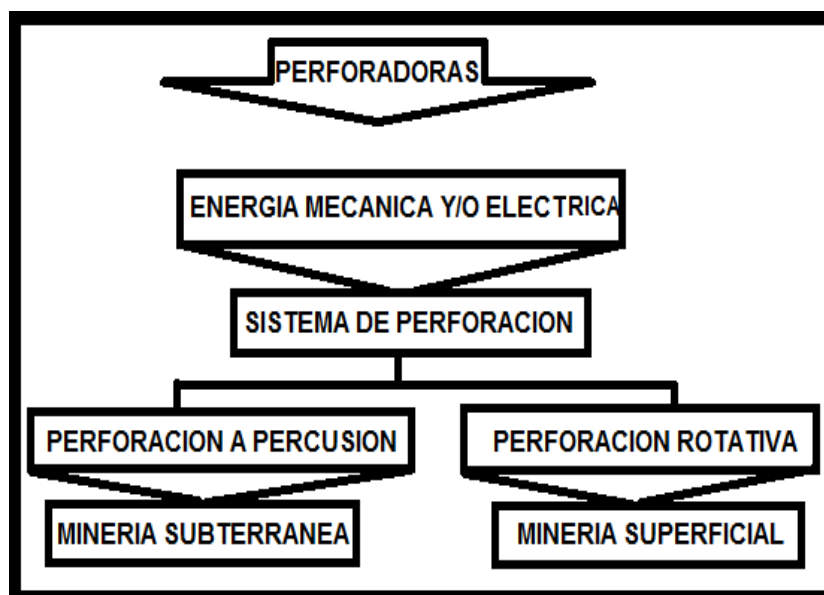 PERFORADORAS
ENERGIA MECANICA Y/O ELECTRICA
SISTEMA DE PERFORACION
PERFORACION A PERCUSION
PERFORACION ROTATIVA
MINERIA SUBTERRANEA
MINERIA SUPERFICIAL